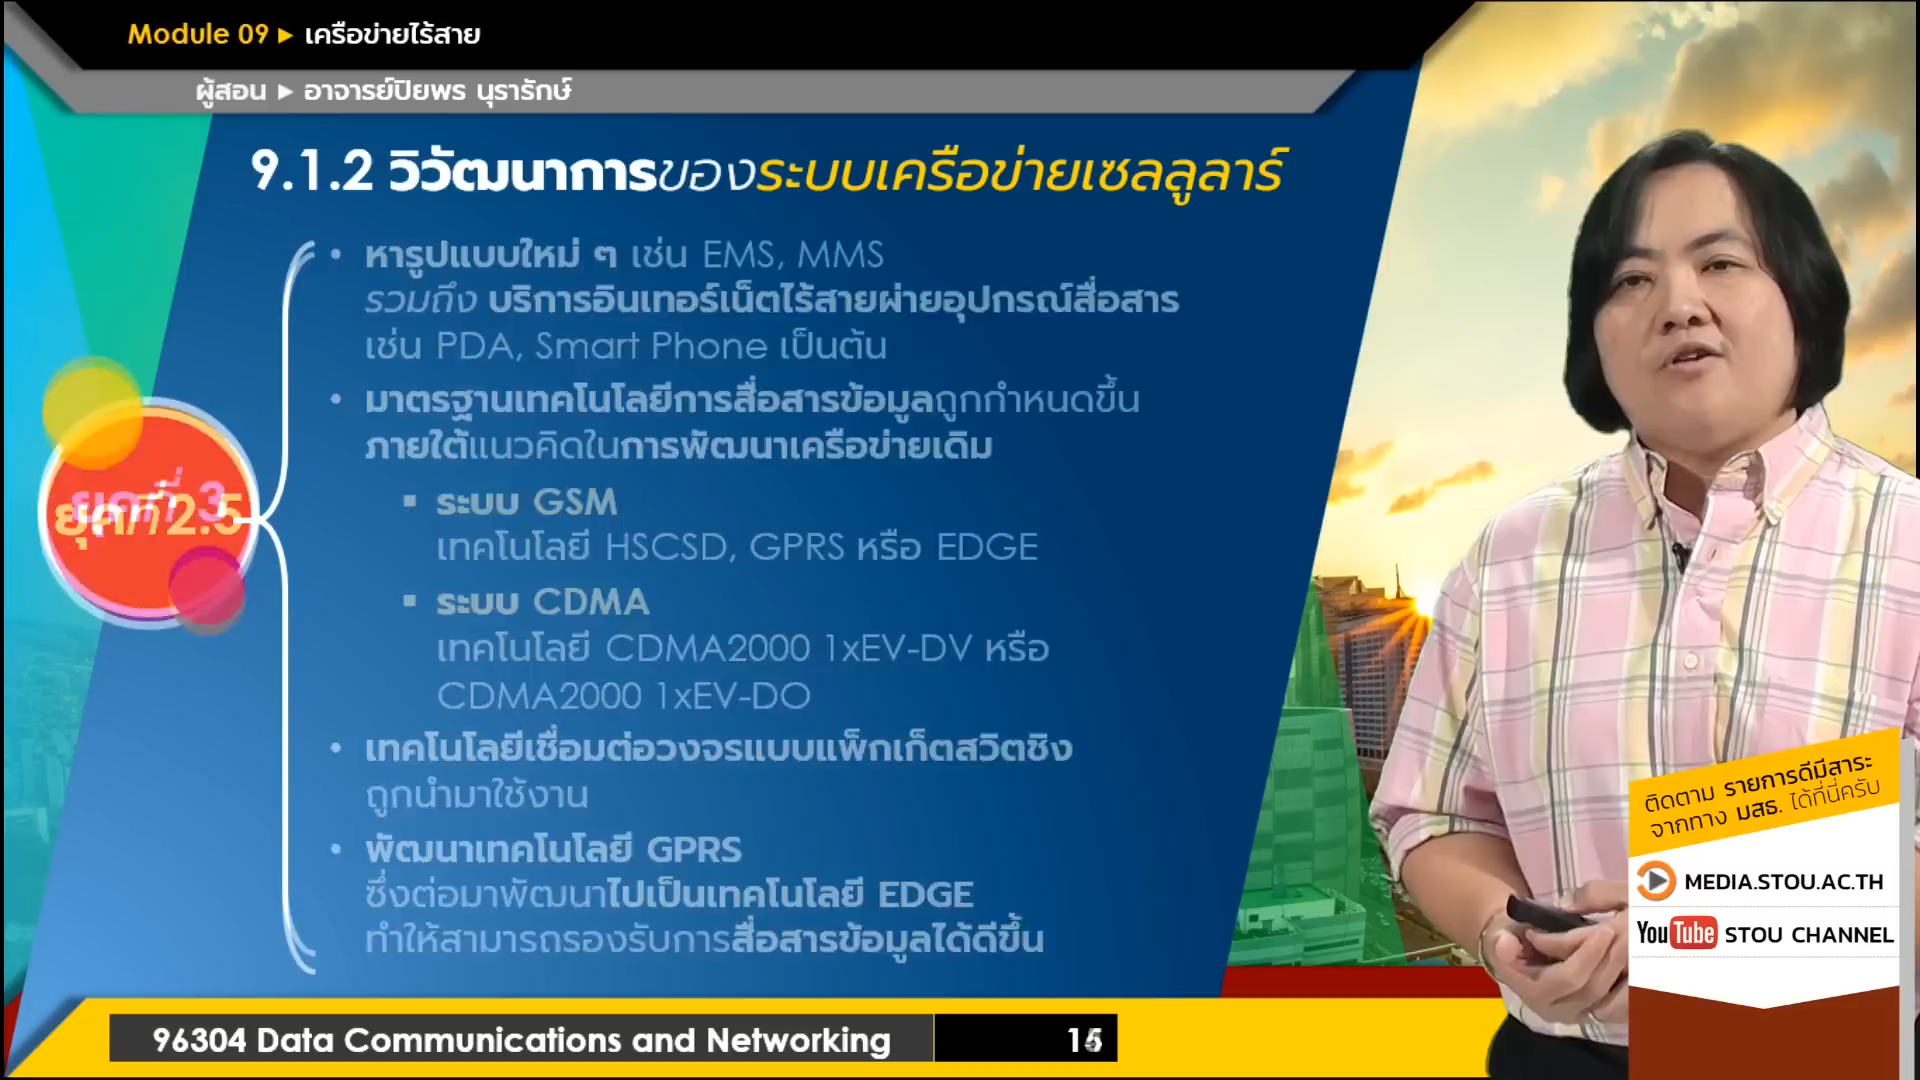 Module 09 ► เครือข่ายไร้สาย
ผู้สอน ► อาจารย์ปิยพร นุรารักษ์
9.1.2 วิวัฒนาการของระบบเครือข่ายเซลลูลาร์
• หารูปแบบใหม่ ๆ เช่น EMS, MMS
รวมถึง บริการอินเทอร์เน็ตไร้สายผ่ายอุปกรณ์สื่อสาร
เช่น PDA, Smart Phone เป็นต้น
• มาตรฐานเทคโนโลยีการสื่อสารข้อมูลถูกกำหนดขึ้น
ภายใต้แนวคิดในการพัฒนาเครือข่ายเดิม
ยุคที่ 3
ยุคที่ 2.5
▪ ระบบ GSM
เทคโนโลยี HSCSD, GPRS หรือ EDGE
▪ ระบบ CDMA
เทคโนโลยี CDMA2000 1xEV-DV หรือ
CDMA2000 1xEV-DO
• เทคโนโลยีเชื่อมต่อวงจรแบบแพ็กเก็ตสวิตชิง
ถูกนำมาใช้งาน
• พัฒนาเทคโนโลยี GPRS
ซึ่งต่อมาพัฒนาไปเป็นเทคโนโลยี EDGE
ทำให้สามารถรองรับการสื่อสารข้อมูลได้ดีขึ้น
ติดตาม รายการดีมีสาระ
จากทาง มสธ. ได้ที่นี่ครับ
MEDIA.STOU.AC.TH
YouTube STOU CHANNEL
96304 Data Communications and Networking